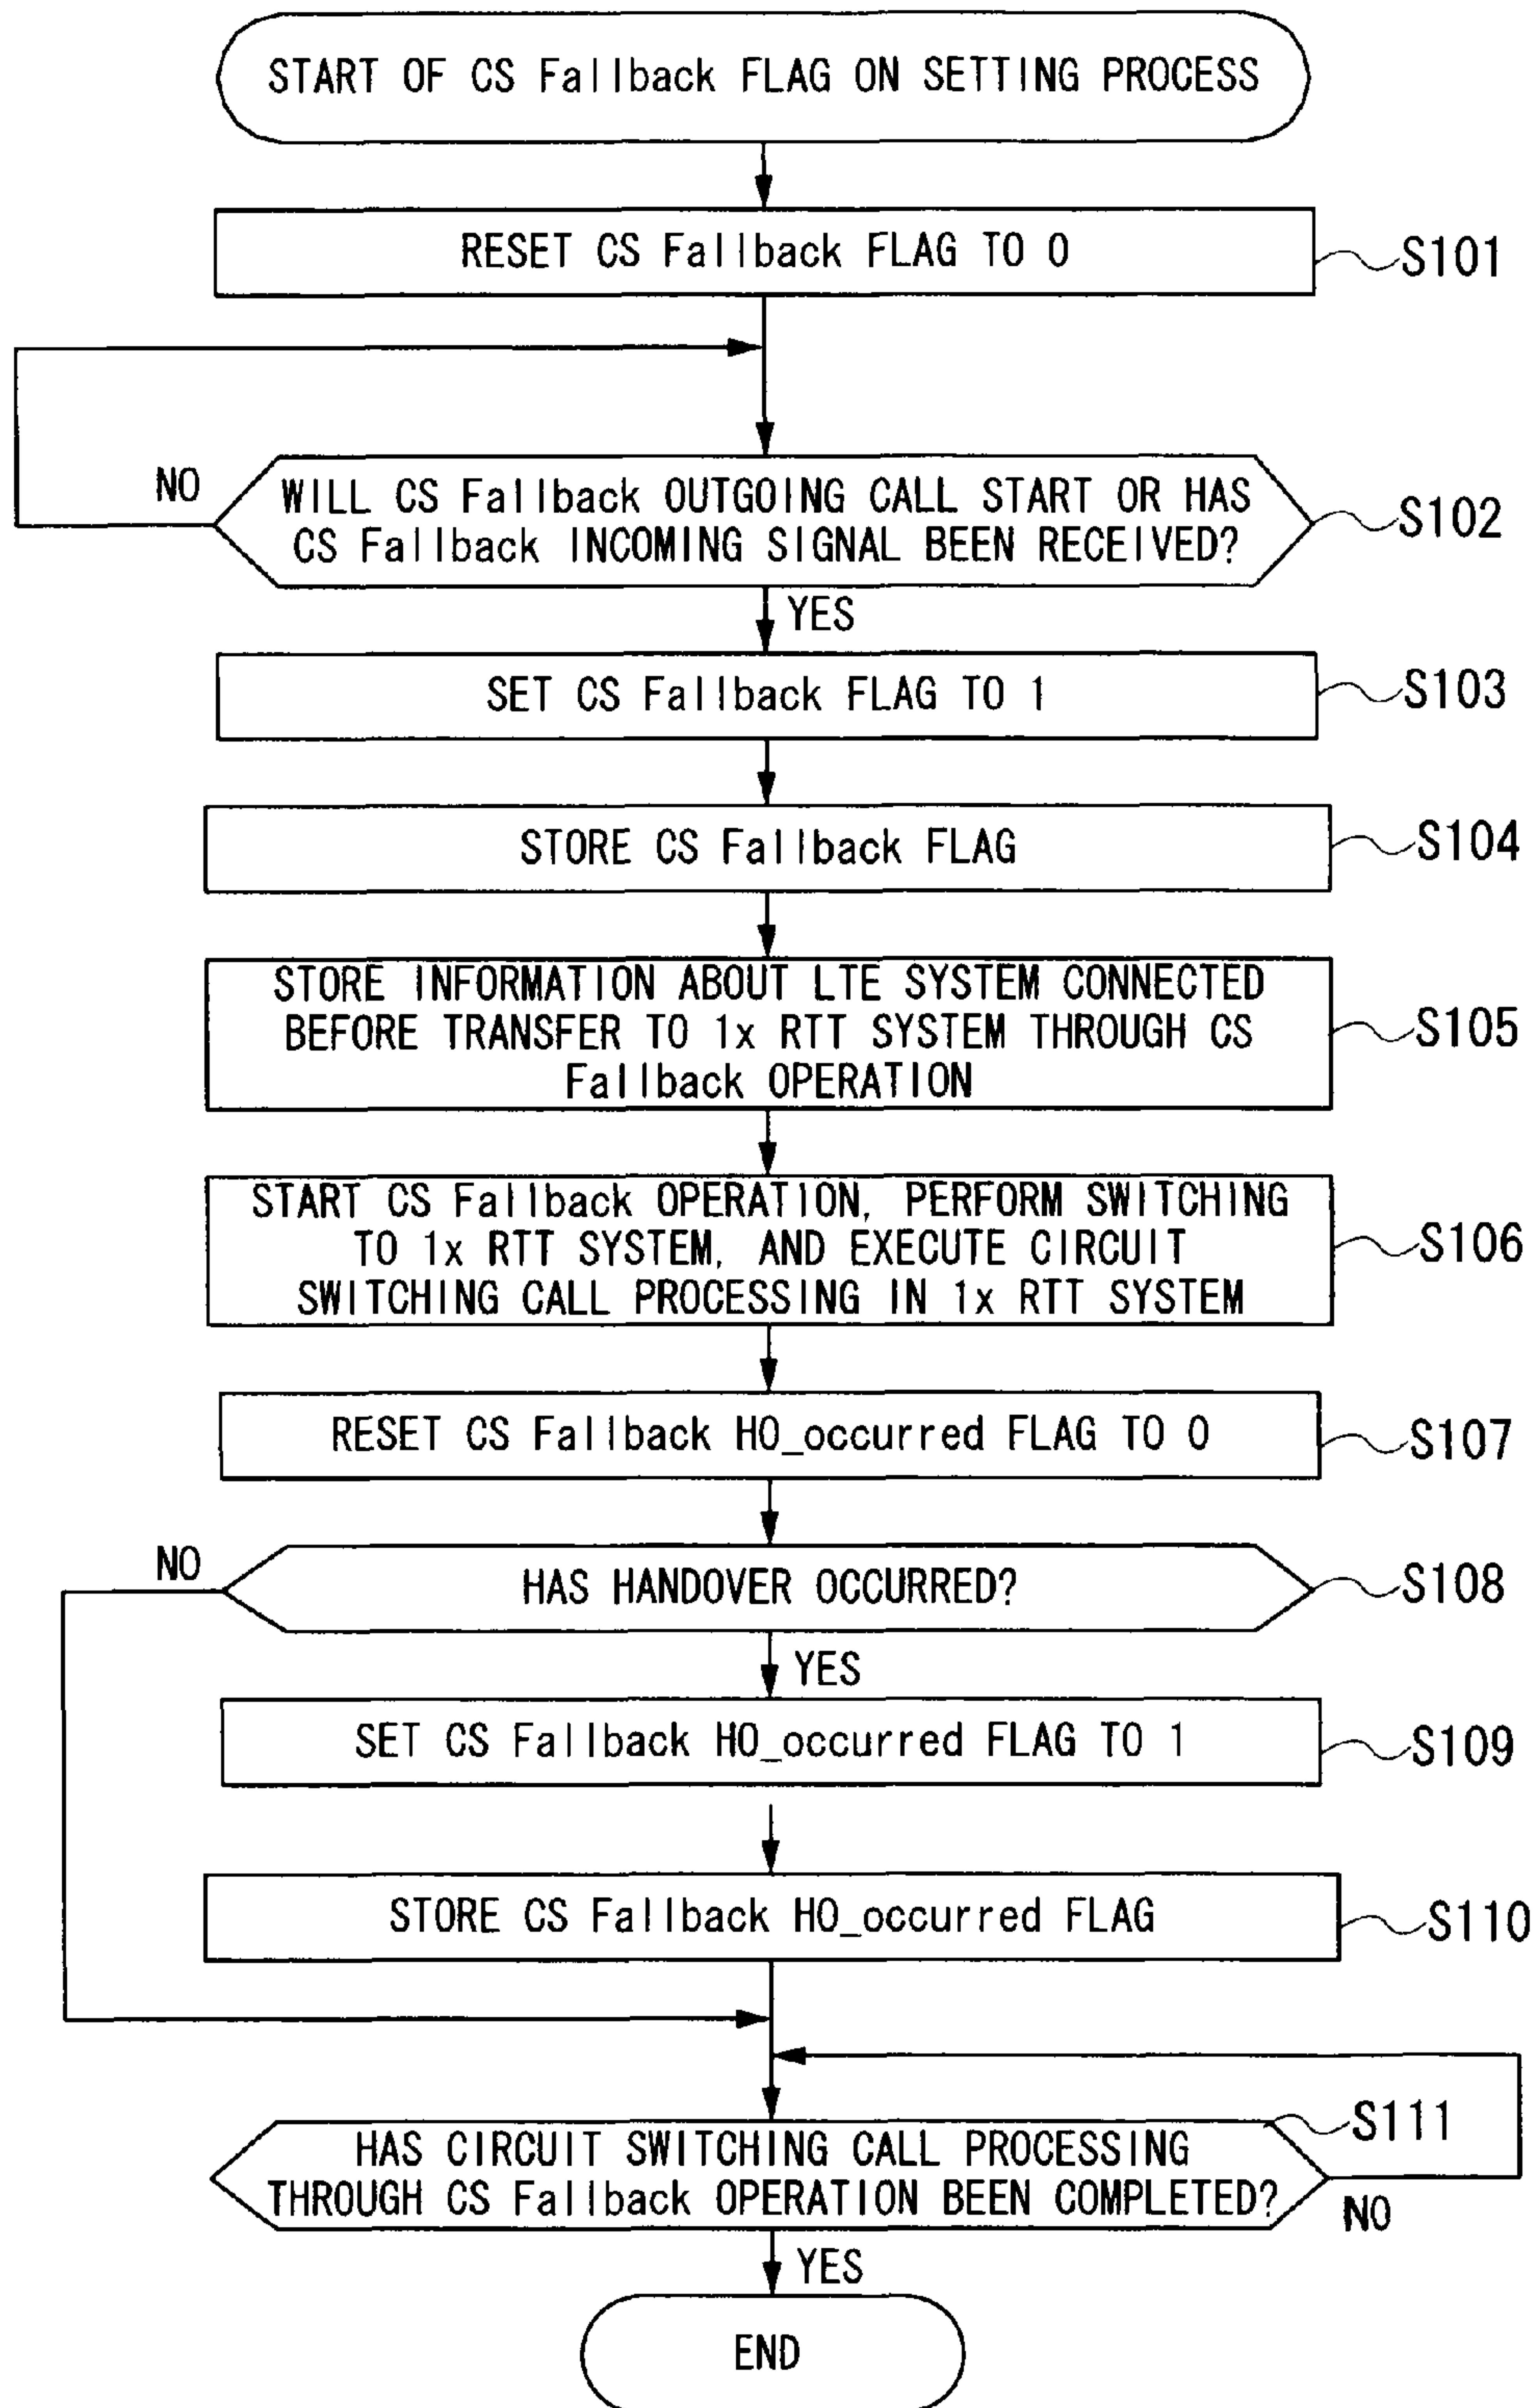 START OF CS Fallback FLAG ON SETTING PROCESS
RESET CS Fallback FLAG TO 0
S101
NO
WILL CS Fallback OUTGOING CALL START OR HAS
CS Fallback INCOMING SIGNAL BEEN RECEIVED?
S102
YES
SET CS Fallback FLAG TO 1
S103
STORE CS Fallback FLAG
S104
STORE INFORMATION ABOUT LTE SYSTEM CONNECTED
BEFORE TRANSFER TO 1x RTT SYSTEM THROUGH CS
Fallback OPERATION
S105
START CS Fallback OPERATION, PERFORM SWITCHING
TO 1x RTT SYSTEM, AND EXECUTE CIRCUIT
SWITCHING CALL PROCESSING IN 1x RTT SYSTEM
S106
RESET CS Fallback HO_occurred FLAG TO 0
S107
NO
HAS HANDOVER OCCURRED?
S108
YES
SET CS Fallback HO_occurred FLAG TO 1
S109
STORE CS Fallback HO_occurred FLAG
S110
S111
HAS CIRCUIT SWITCHING CALL PROCESSING
THROUGH CS Fallback OPERATION BEEN COMPLETED?
NO
YES
END